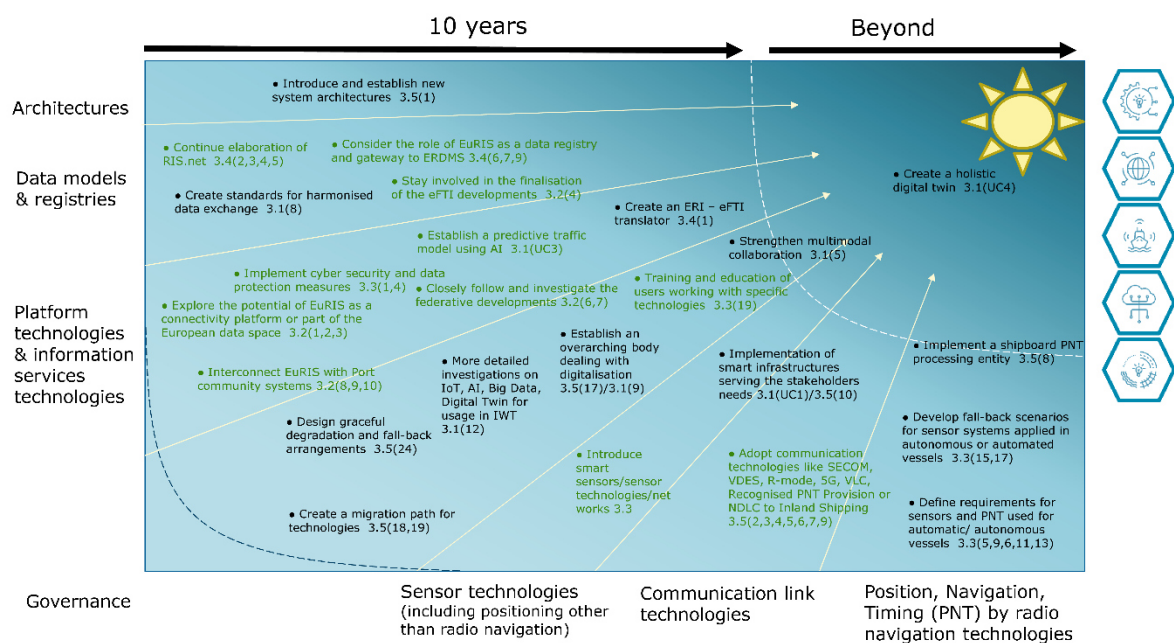 10 years
Beyond
Architectures
● Introduce and establish new
system architectures 3.5(1)
● Continue elaboration of
RIS.net 3.4(2,3,4,5)
● Consider the role of EuRIS as a data registry
and gateway to ERDMS 3.4(6,7,9)
Data models
& registries
● Create standards for harmonised
data exchange 3.1(8)
● Stay involved in the finalisation
of the eFTI developments 3.2(4)
● Create an ERI – eFTI
translator 3.4(1)
● Create a holistic
digital twin 3.1(UC4)
● Establish a predictive traffic
model using AI 3.1(UC3)
● Strengthen multimodal
collaboration 3.1(5)
● Implement cyber security and data
protection measures 3.3(1,4)
● Closely follow and investigate the
federative developments 3.2(6,7)
● Training and education of
users working with specific
technologies 3.3(19)
Platform
technologies
& information
services
technologies
● Explore the potential of EuRIS as a
connectivity platform or part of the
European data space 3.2(1,2,3)
● Establish an
overarching body
dealing with
digitalisation
3.5(17)/3.1(9)
● Implementation of
smart infrastructures
serving the stakeholders
needs 3.1(UC1)/3.5(10)
● Implement a shipboard PNT
processing entity 3.5(8)
● Interconnect EuRIS with Port
community systems 3.2(8,9,10)
● More detailed
investigations on
IoT, AI, Big Data,
Digital Twin for
usage in IWT
3.1(12)
● Design graceful
degradation and fall-back
arrangements 3.5(24)
● Develop fall-back scenarios
for sensor systems applied in
autonomous or automated
vessels 3.3(15,17)
● Introduce
smart
sensors/sensor
technologies/net
works 3.3
● Adopt communication
technologies like SECOM,
VDES, R-mode, 5G, VLC,
Recognised PNT Provision or
NDLC to Inland Shipping
3.5(2,3,4,5,6,7,9)
● Create a migration path for
technologies 3.5(18,19)
● Define requirements for
sensors and PNT used for
automatic/ autonomous
vessels 3.3(5,9,6,11,13)
Governance
Sensor technologies
(including positioning other
than radio navigation)
Communication link
technologies
Position, Navigation,
Timing (PNT) by radio
navigation technologies